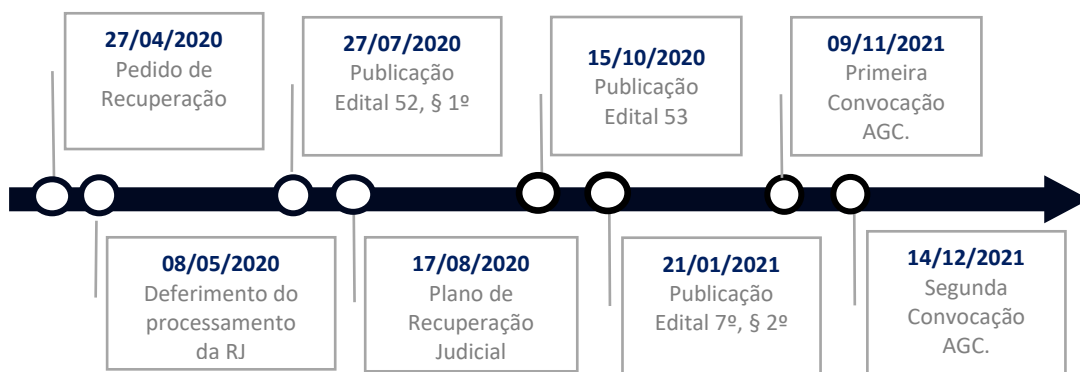 27/04/2020
Pedido de
Recuperação
27/07/2020
Publicação
Edital 52, § 1º
15/10/2020
Publicação
Edital 53
09/11/2021
Primeira
Convocação
AGC.
08/05/2020
Deferimento do
processamento
da RJ
17/08/2020
Plano de
Recuperação
Judicial
21/01/2021
Publicação
Edital 7º, § 2º
14/12/2021
Segunda
Convocação
AGC.